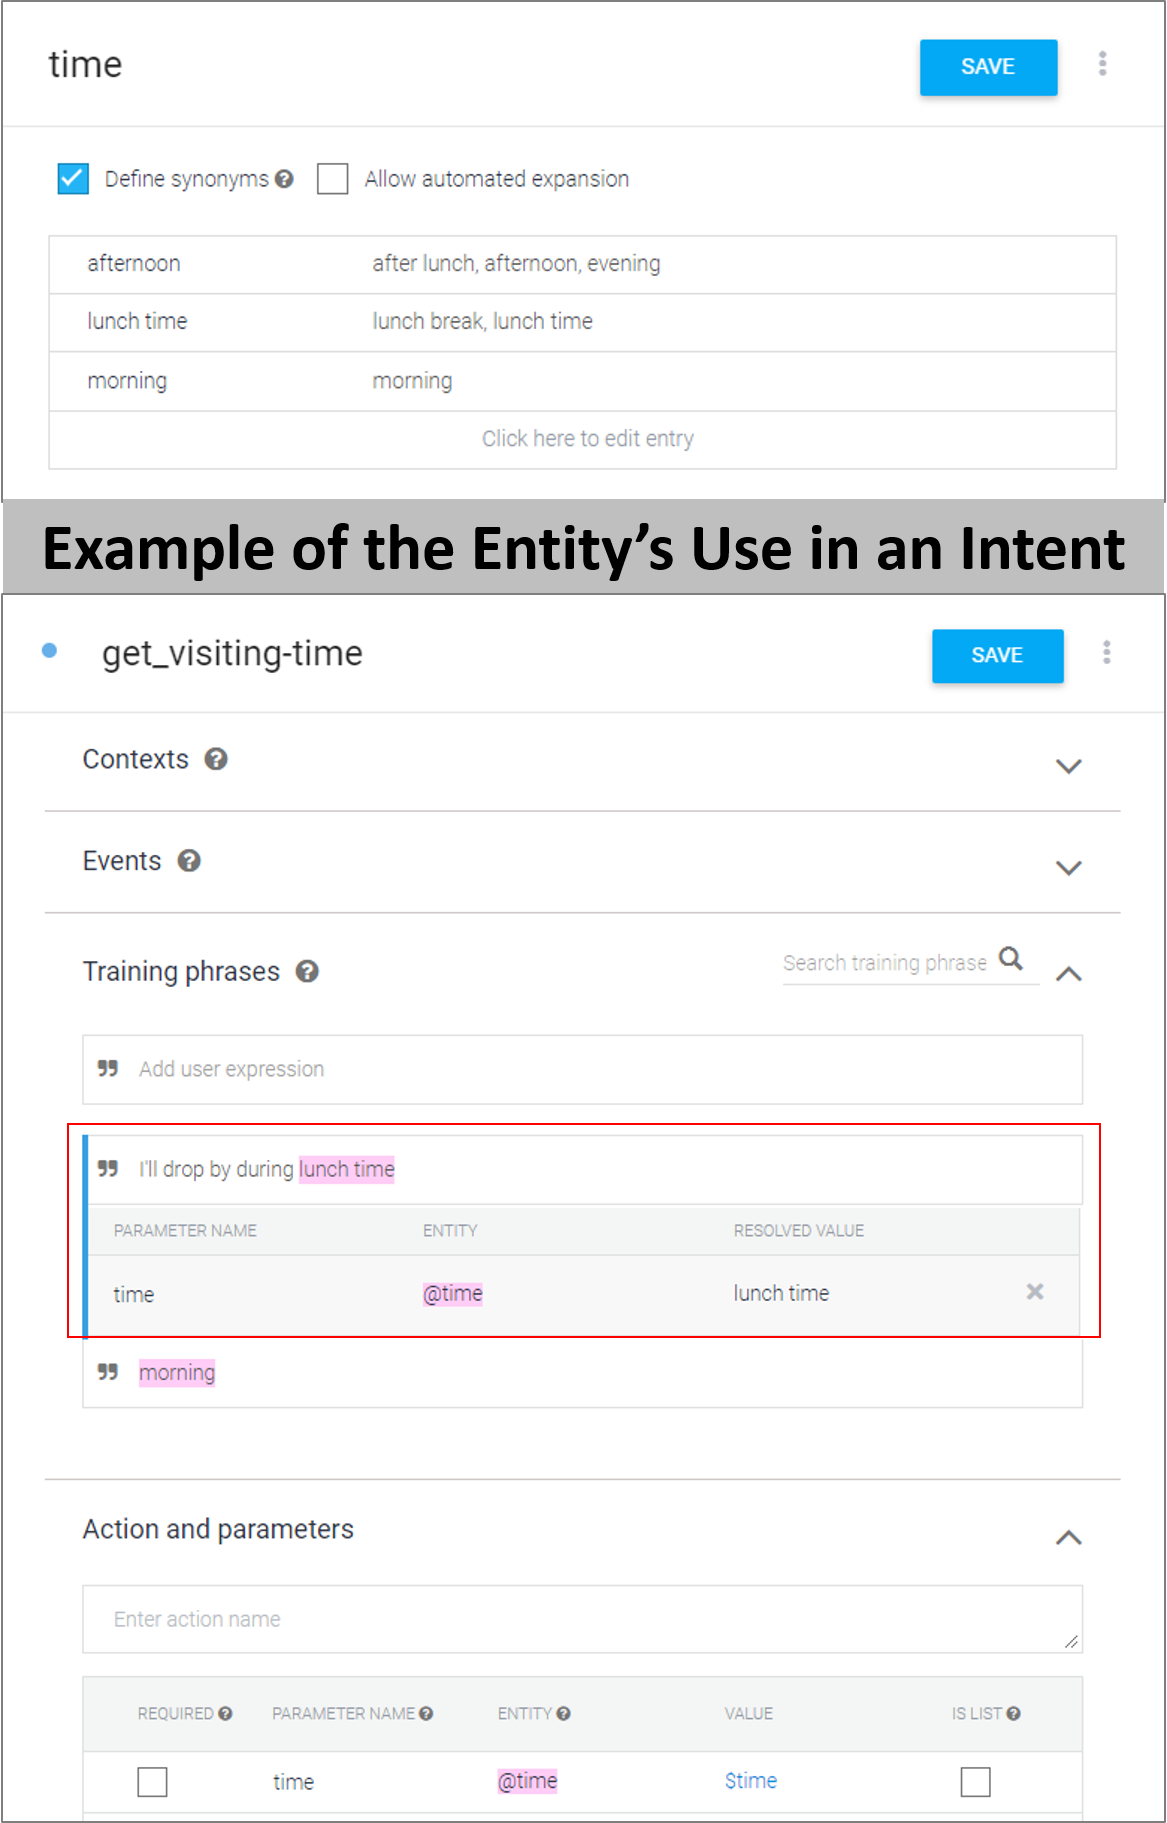 time
SAVE
Define synonyms Allow automated expansion
afternoon after lunch, afternoon, evening
lunch time lunch break, lunch time
morning morning
Click here to edit entry
Example of the Entity’s Use in an Intent
get_visiting-time
SAVE
Contexts
Events
Training phrases
Search training phrase
Add user expression
I'll drop by during lunch time
PARAMETER NAME ENTITY RESOLVED VALUE
time @time lunch time
morning
Action and parameters
Enter action name
REQUIRED PARAMETER NAME ENTITY VALUE IS LIST
time @time $time